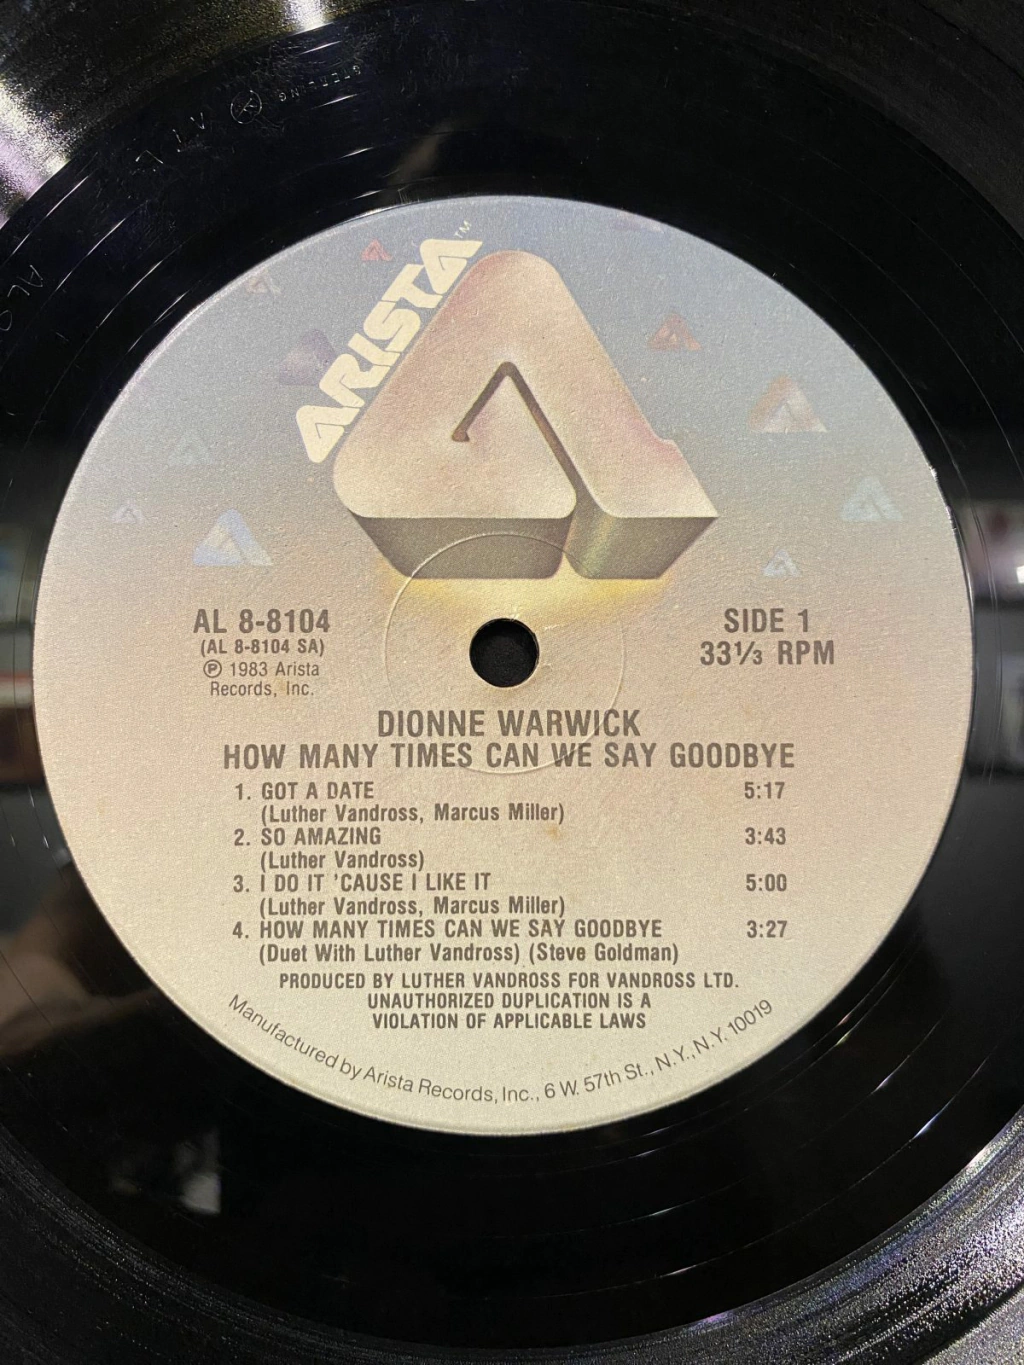 STERLING
ARISTA™
AL 8-8104
(AL 8-8104 SA)
℗ 1983 Arista
Records, Inc.
SIDE 1
33⅓ RPM
DIONNE WARWICK
HOW MANY TIMES CAN WE SAY GOODBYE
1. GOT A DATE 5:17
(Luther Vandross, Marcus Miller)
2. SO AMAZING 3:43
(Luther Vandross)
3. I DO IT 'CAUSE I LIKE IT 5:00
(Luther Vandross, Marcus Miller)
4. HOW MANY TIMES CAN WE SAY GOODBYE 3:27
(Duet With Luther Vandross) (Steve Goldman)
PRODUCED BY LUTHER VANDROSS FOR VANDROSS LTD.
UNAUTHORIZED DUPLICATION IS A
VIOLATION OF APPLICABLE LAWS
Manufactured by Arista Records, Inc., 6 W. 57th St., N.Y., N.Y. 10019